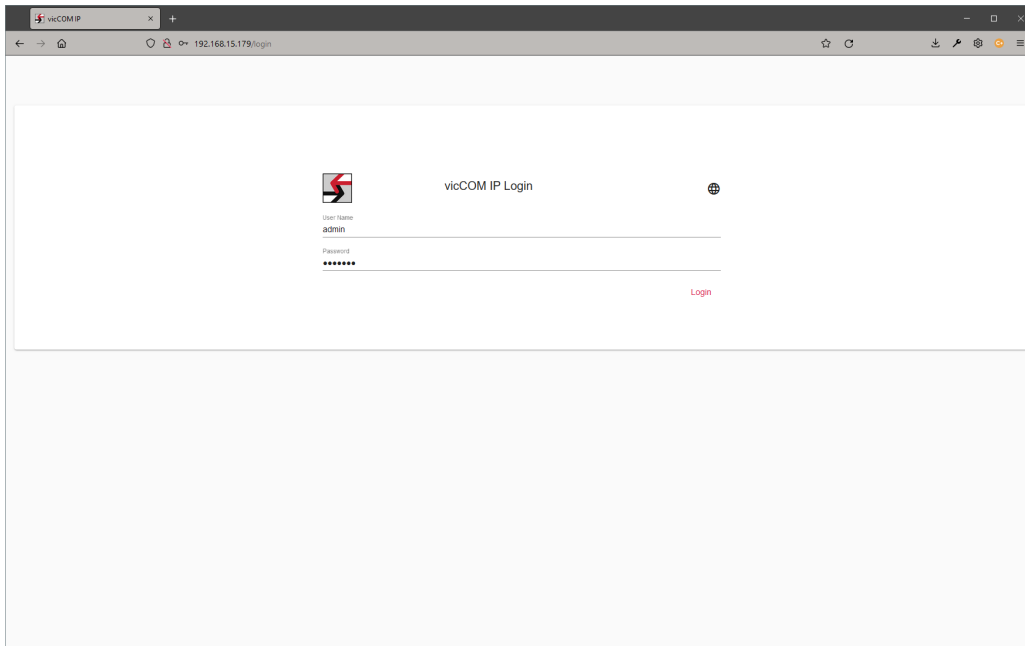 vicCOM IP
192.168.15.179/login
vicCOM IP Login
User Name
admin
Password
•••••••
Login